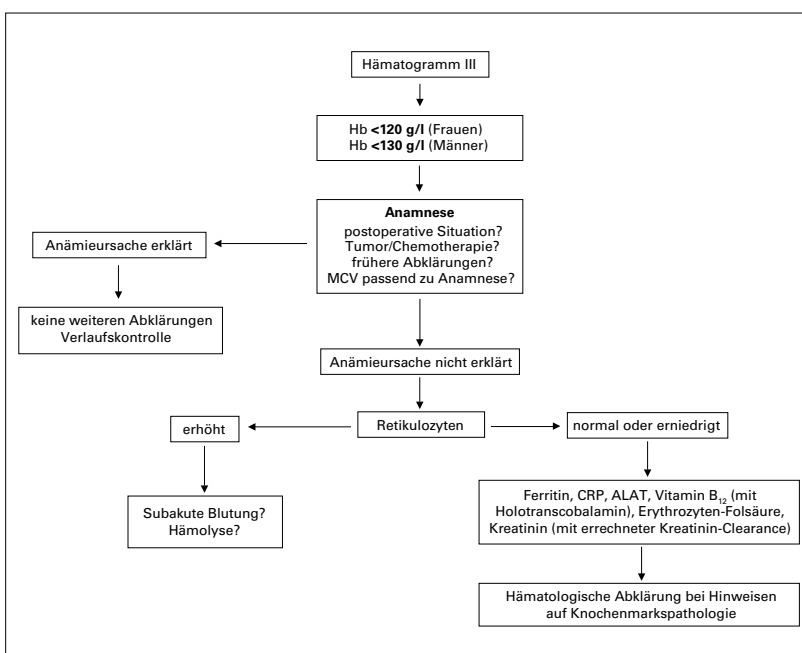 Hämatogramm III
Hb <120 g/l (Frauen)
Hb <130 g/l (Männer)
Anamnese
postoperative Situation?
Tumor/Chemotherapie?
frühere Abklärungen?
MCV passend zu Anamnese?
Anämieursache erklärt
keine weiteren Abklärungen
Verlaufskontrolle
Anämieursache nicht erklärt
Retikulozyten
erhöht
normal oder erniedrigt
Subakute Blutung?
Hämolyse?
Ferritin, CRP, ALAT, Vitamin B₁₂ (mit
Holotranscobalamin), Erythrozyten-Folsäure,
Kreatinin (mit errechneter Kreatinin-Clearance)
Hämatologische Abklärung bei Hinweisen
auf Knochenmarkspathologie